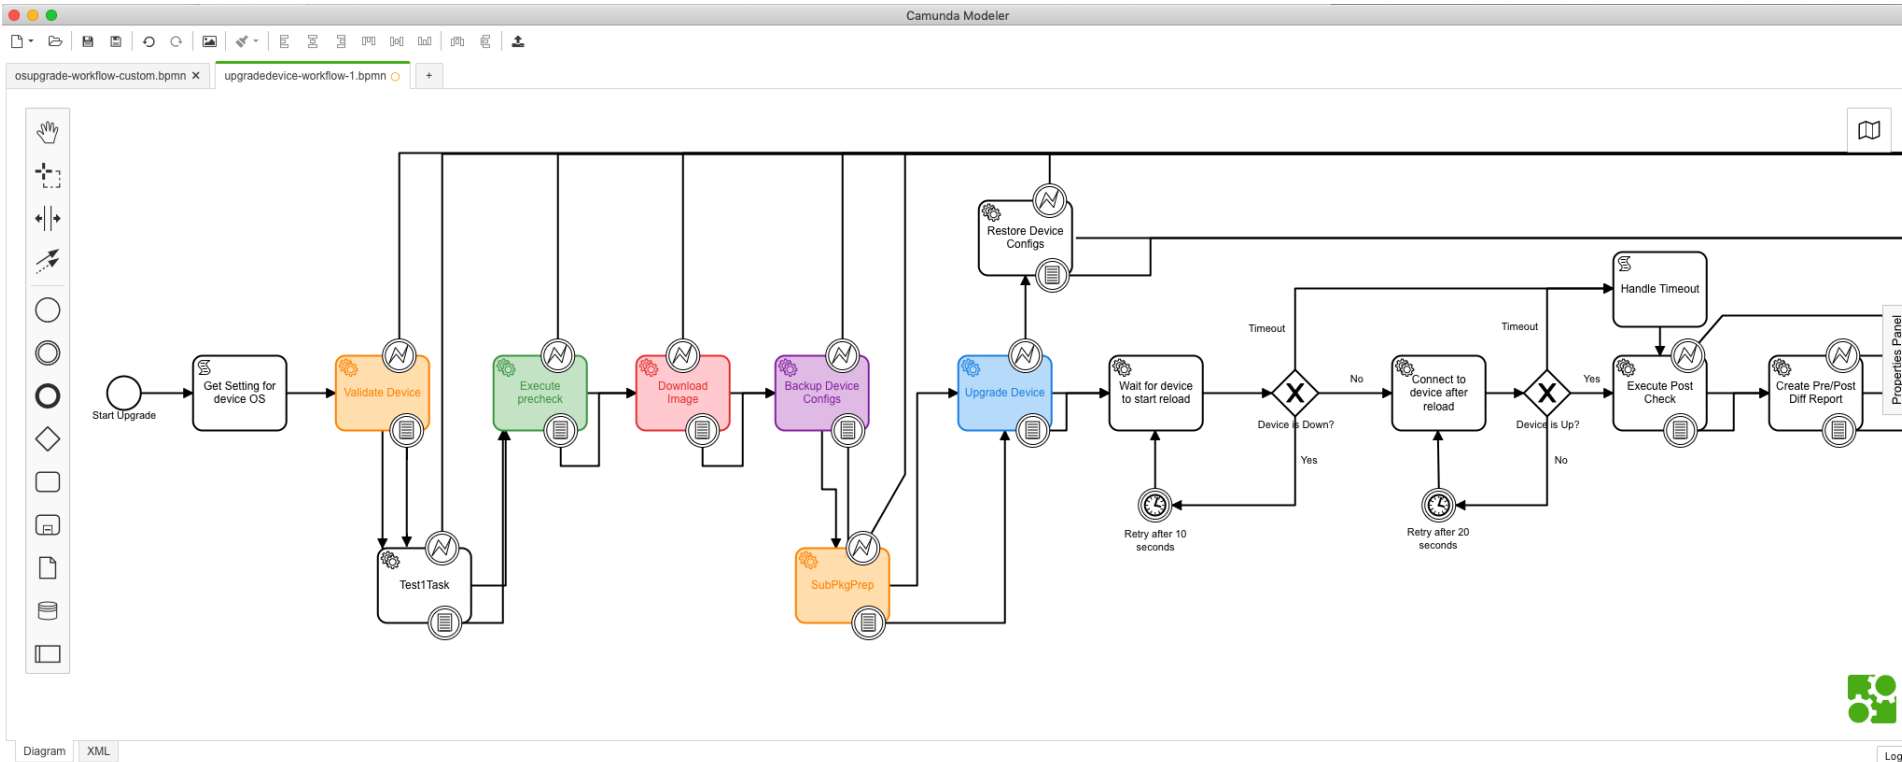 Camunda Modeler
osupgrade-workflow-custom.bpmn
upgradedevice-workflow-1.bpmn
+
Restore Device
Configs
Handle Timeout
Timeout
Timeout
Properties Panel
Start Upgrade
Get Setting for
device OS
Validate Device
Execute
precheck
Download
Image
Backup Device
Configs
Upgrade Device
Wait for device
to start reload
Device is Down?
No
Yes
Connect to
device after
reload
Device is Up?
Yes
No
Execute Post
Check
Create Pre/Post
Diff Report
Retry after 10
seconds
Retry after 20
seconds
Test1Task
SubPkgPrep
Diagram
XML
Log